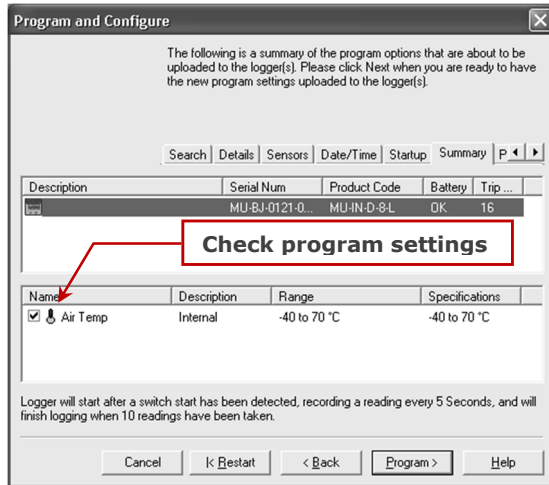 Program and Configure
The following is a summary of the program options that are about to be
uploaded to the logger(s). Please click Next when you are ready to have
the new program settings uploaded to the logger(s).
Search Details Sensors Date/Time Startup Summary P
Description Serial Num Product Code Battery Trip ...
MU-BJ-0121-0... MU-IN-D-8-L OK 16
Check program settings
Name Description Range Specifications
Air Temp Internal -40 to 70 °C -40 to 70 °C
Logger will start after a switch start has been detected, recording a reading every 5 Seconds, and will
finish logging when 10 readings have been taken.
Cancel |< Restart < Back Program > Help